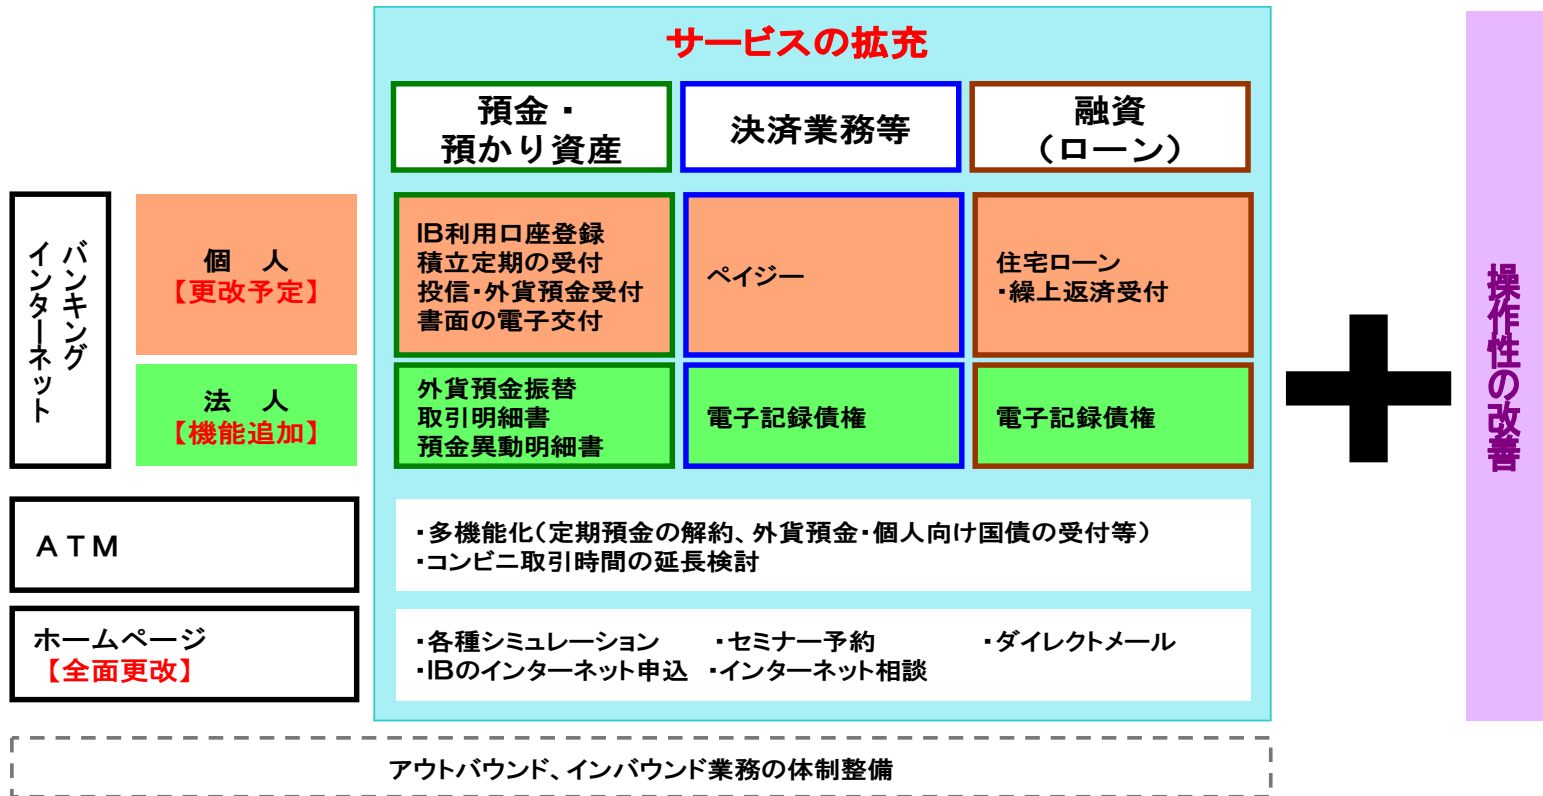 サービスの拡充
預金・
預かり資産
決済業務等
融資
（ローン）
インターネット
バンキング
個　人
【更改予定】
IB利用口座登録
積立定期の受付
投信・外貨預金受付
書面の電子交付
ペイジー
住宅ローン
・繰上返済受付
法　人
【機能追加】
外貨預金振替
取引明細書
預金異動明細書
電子記録債権
電子記録債権
ＡＴＭ
・多機能化（定期預金の解約、外貨預金・個人向け国債の受付等）
・コンビニ取引時間の延長検討
ホームページ
【全面更改】
・各種シミュレーション　・セミナー予約　・ダイレクトメール
・IBのインターネット申込　・インターネット相談
アウトバウンド、インバウンド業務の体制整備
操作性の改善